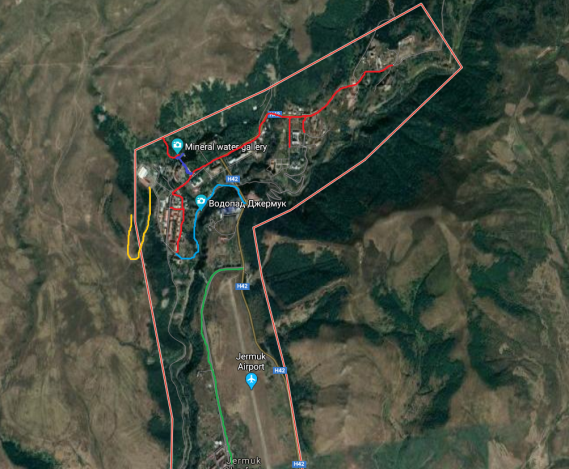 Mineral water gallery
H42
Водопад Джермук
H42
Jermuk
Airport
H42
Jermuk
H42